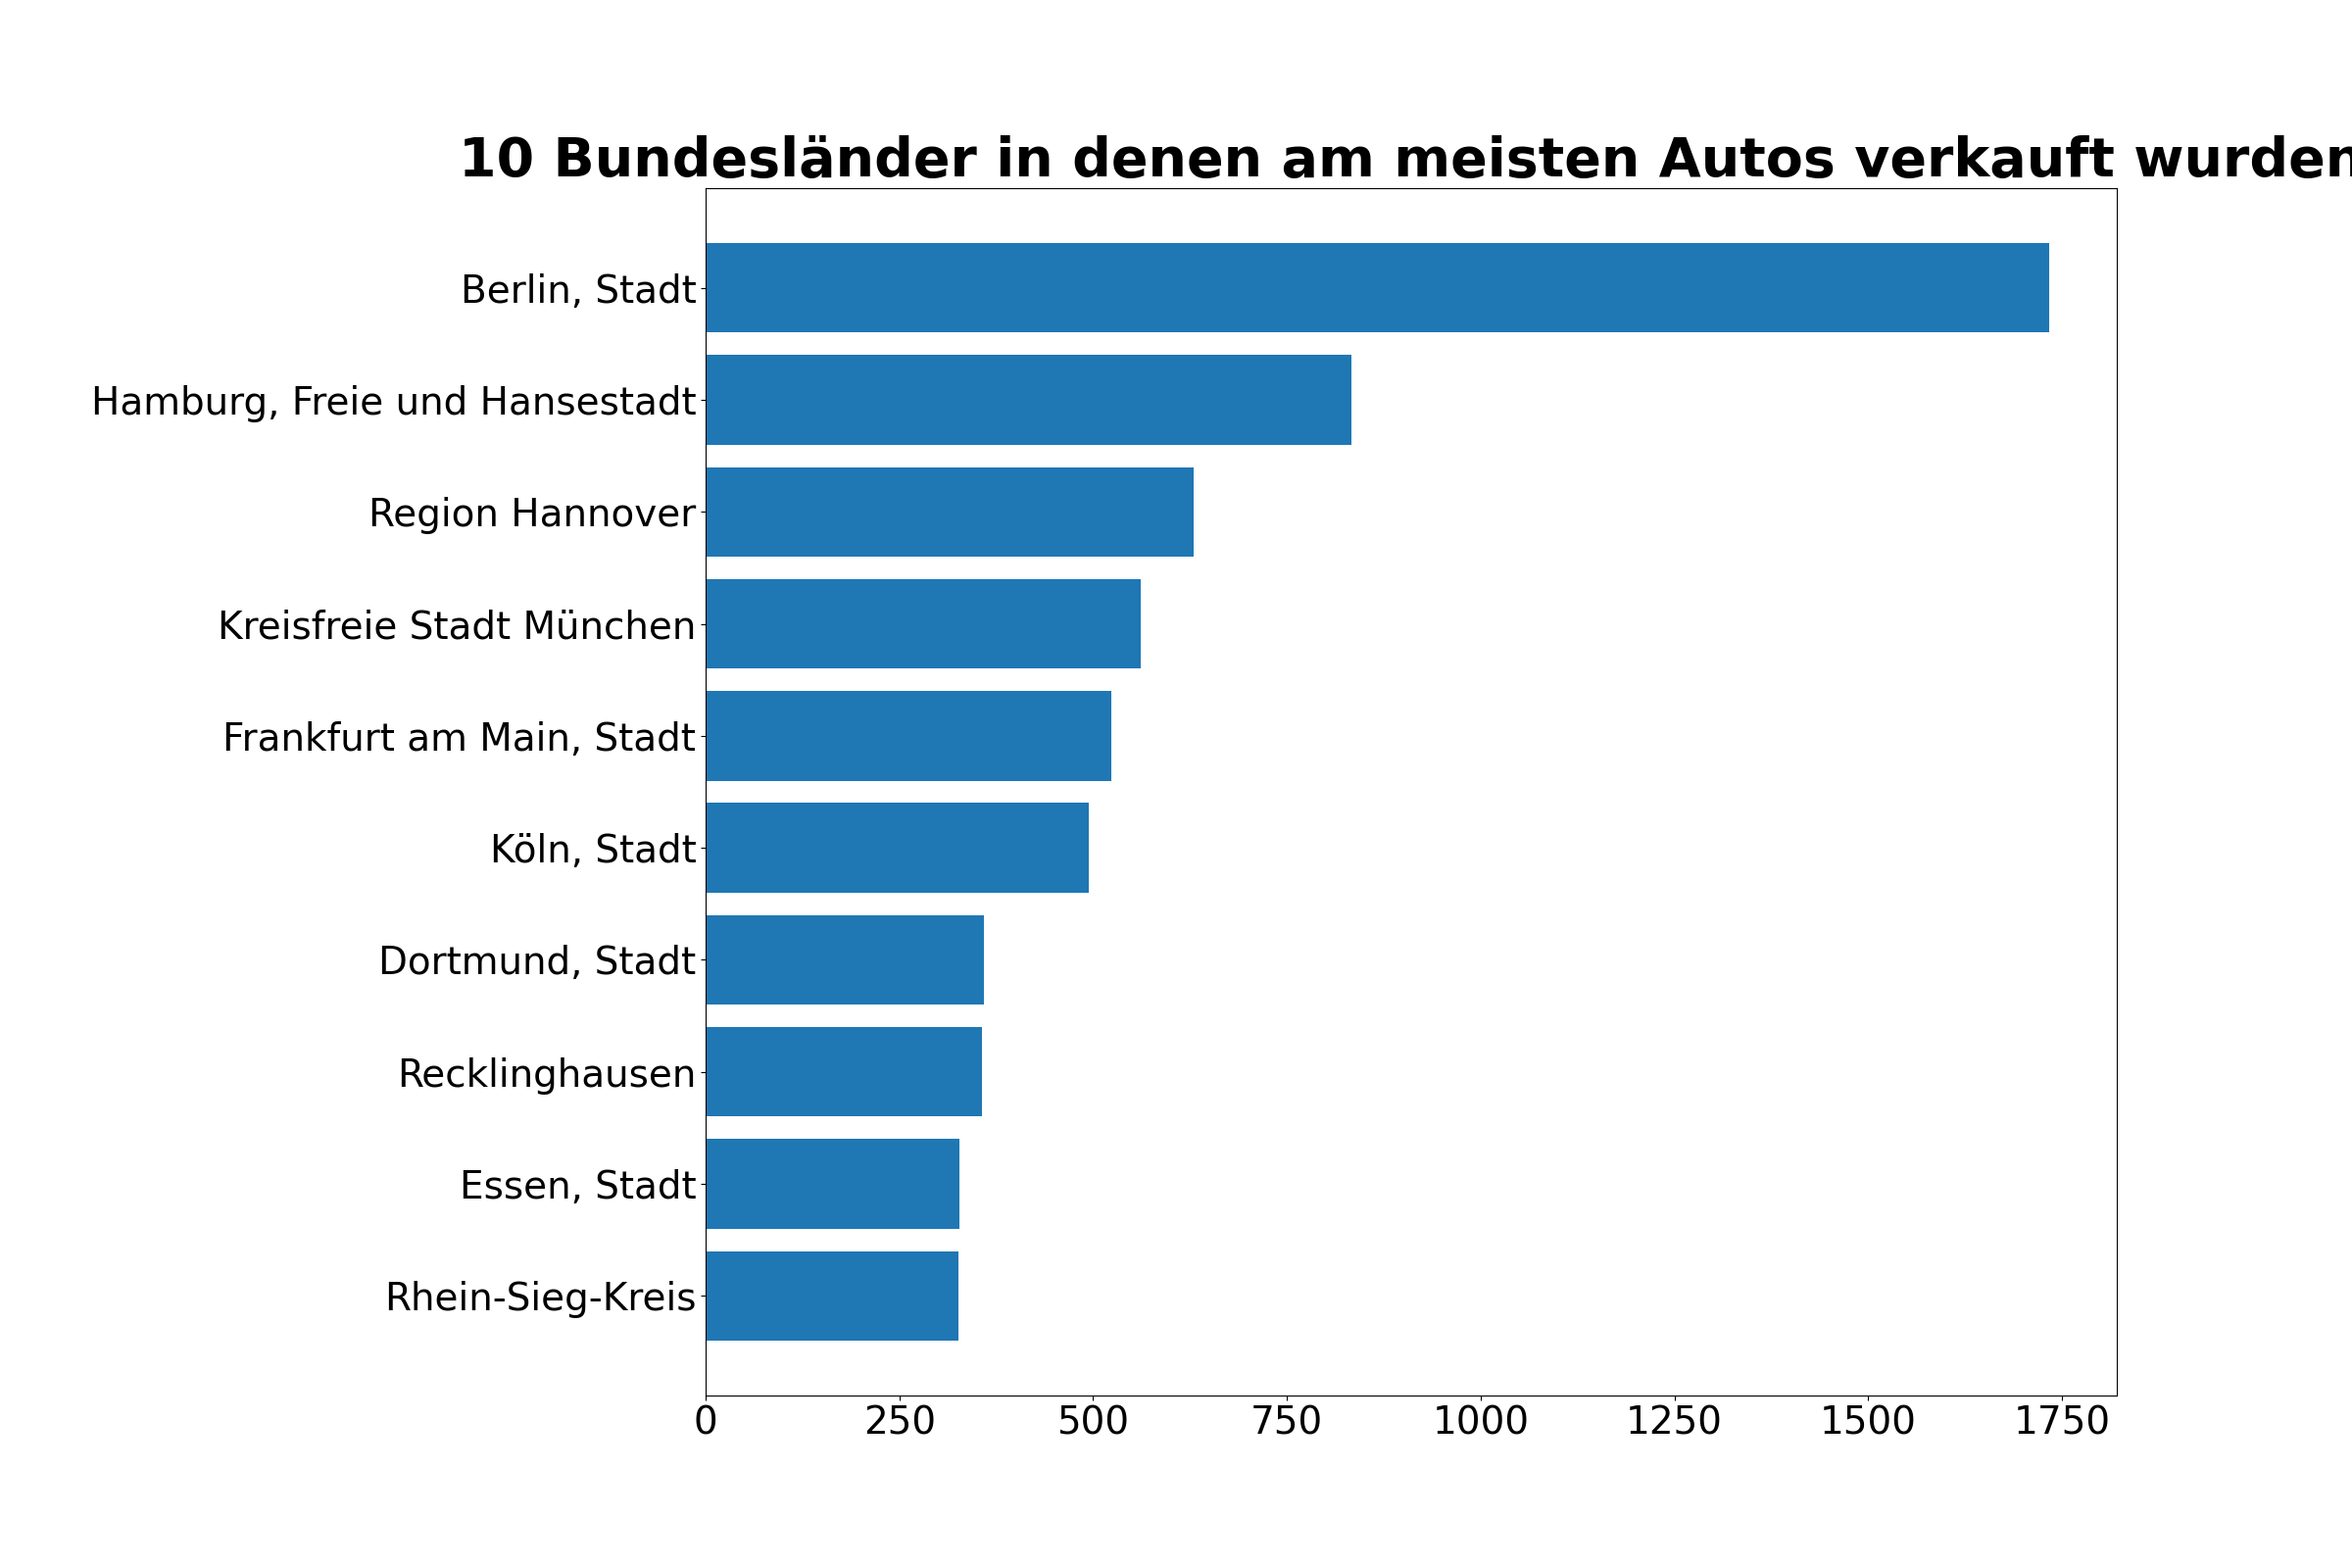 10 Bundesländer in denen am meisten Autos verkauft wurden
Berlin, Stadt
Hamburg, Freie und Hansestadt
Region Hannover
Kreisfreie Stadt München
Frankfurt am Main, Stadt
Köln, Stadt
Dortmund, Stadt
Recklinghausen
Essen, Stadt
Rhein-Sieg-Kreis
0 250 500 750 1000 1250 1500 1750